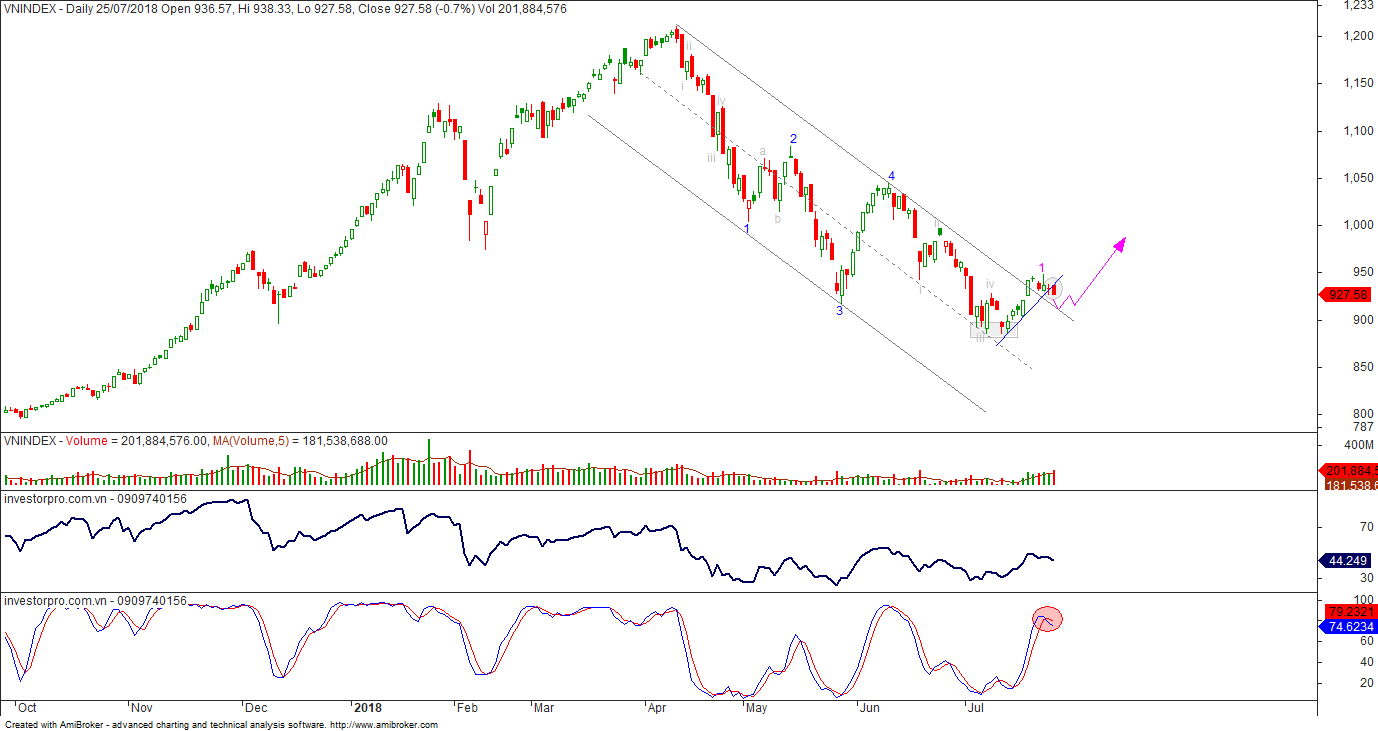 VNINDEX - Daily 25/07/2018 Open 936.57, Hi 938.33, Lo 927.58, Close 927.58 (-0.7%) Vol 201,884,576
1,233
1,200
1,150
1,100
1,050
1,000
950
927.58
900
850
800
787
ii
i
iv
iii
a
2
b
1
4
3
ii
i
iv
iii
1
2
VNINDEX - Volume = 201,884,576.00, MA(Volume,5) = 181,538,688.00
400M
201,884,5
181,538,6
investorpro.com.vn - 0909740156
70
44.249
30
investorpro.com.vn - 0909740156
100
79.2321
74.6234
60
40
20
Oct Nov Dec 2018 Feb Mar Apr May Jun Jul
Created with AmiBroker - advanced charting and technical analysis software. http://www.amibroker.com